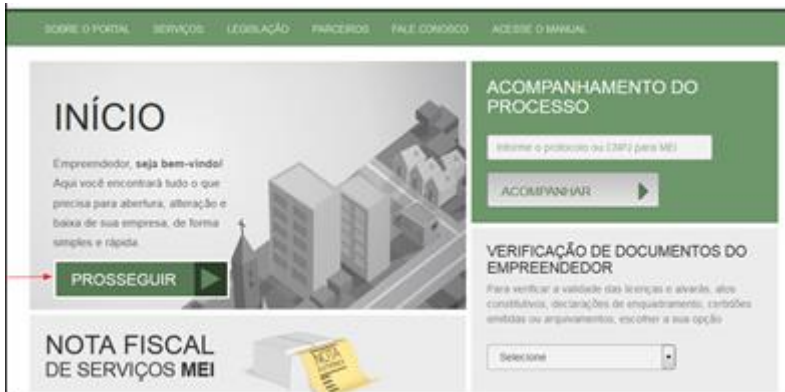 SOBRE O PORTAL SERVIÇOS LEGISLAÇÃO PARCEIROS FALE CONOSCO ACESSE O MANUAL
INÍCIO
Empreendedor, seja bem-vindo!
Aqui você encontrará tudo o que
precisa para abertura, alteração e
baixa de sua empresa, de forma
simples e rápida.
PROSSEGUIR
NOTA FISCAL
DE SERVIÇOS MEI
NOTA
ACOMPANHAMENTO DO
PROCESSO
Informe o protocolo ou CNPJ para MEI
ACOMPANHAR
VERIFICAÇÃO DE DOCUMENTOS DO
EMPREENDEDOR
Para verificar a validade das licenças e alvarás, atos
constitutivos, declarações de enquadramento, certidões
emitidas ou arquivamentos, escolher a sua opção
Selecione